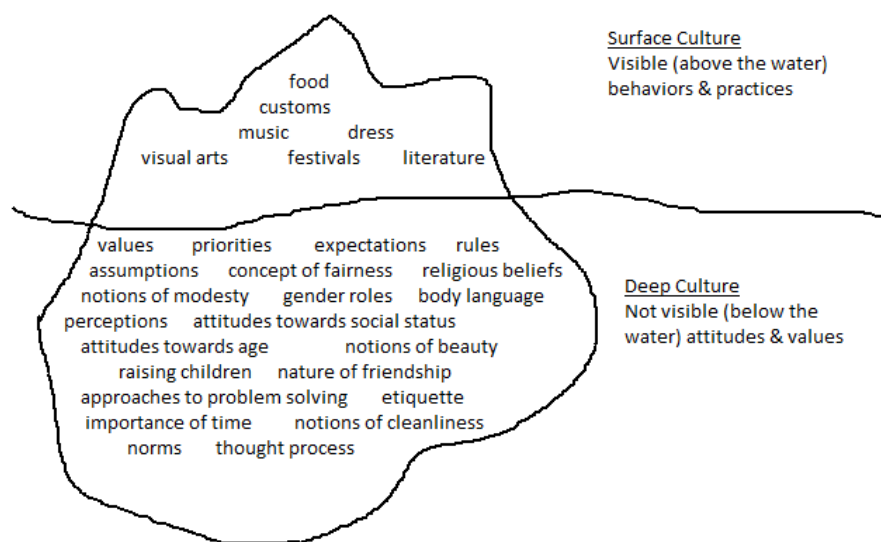 food
customs
music dress
visual arts festivals literature
Surface Culture
Visible (above the water)
behaviors & practices
values priorities expectations rules
assumptions concept of fairness religious beliefs
notions of modesty gender roles body language
perceptions attitudes towards social status
attitudes towards age notions of beauty
raising children nature of friendship
approaches to problem solving etiquette
importance of time notions of cleanliness
norms thought process
Deep Culture
Not visible (below the
water) attitudes & values